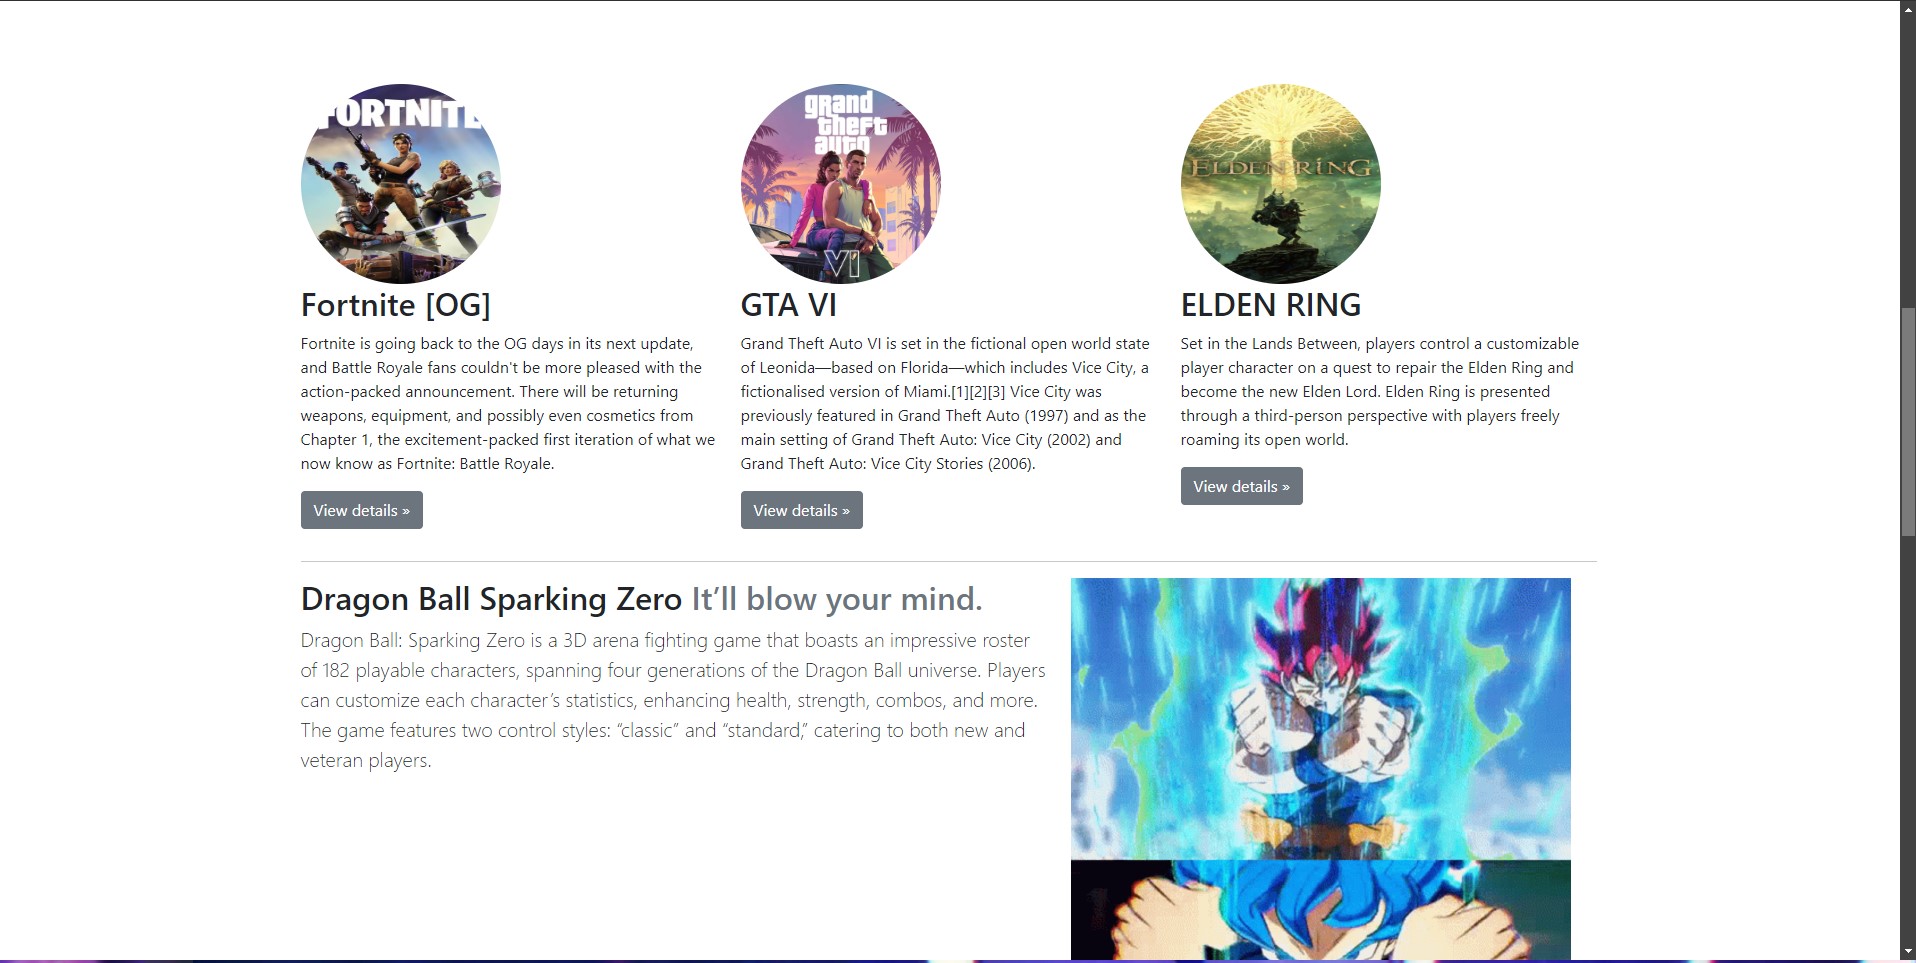 FORTNITE
Fortnite [OG]
Fortnite is going back to the OG days in its next update,
and Battle Royale fans couldn't be more pleased with the
action-packed announcement. There will be returning
weapons, equipment, and possibly even cosmetics from
Chapter 1, the excitement-packed first iteration of what we
now know as Fortnite: Battle Royale.
View details »
grand
theft
auto
VI
GTA VI
Grand Theft Auto VI is set in the fictional open world state
of Leonida—based on Florida—which includes Vice City, a
fictionalised version of Miami.[1][2][3] Vice City was
previously featured in Grand Theft Auto (1997) and as the
main setting of Grand Theft Auto: Vice City (2002) and
Grand Theft Auto: Vice City Stories (2006).
View details »
ELDEN RING
ELDEN RING
Set in the Lands Between, players control a customizable
player character on a quest to repair the Elden Ring and
become the new Elden Lord. Elden Ring is presented
through a third-person perspective with players freely
roaming its open world.
View details »
Dragon Ball Sparking Zero It’ll blow your mind.
Dragon Ball: Sparking Zero is a 3D arena fighting game that boasts an impressive roster
of 182 playable characters, spanning four generations of the Dragon Ball universe. Players
can customize each character’s statistics, enhancing health, strength, combos, and more.
The game features two control styles: “classic” and “standard,” catering to both new and
veteran players.